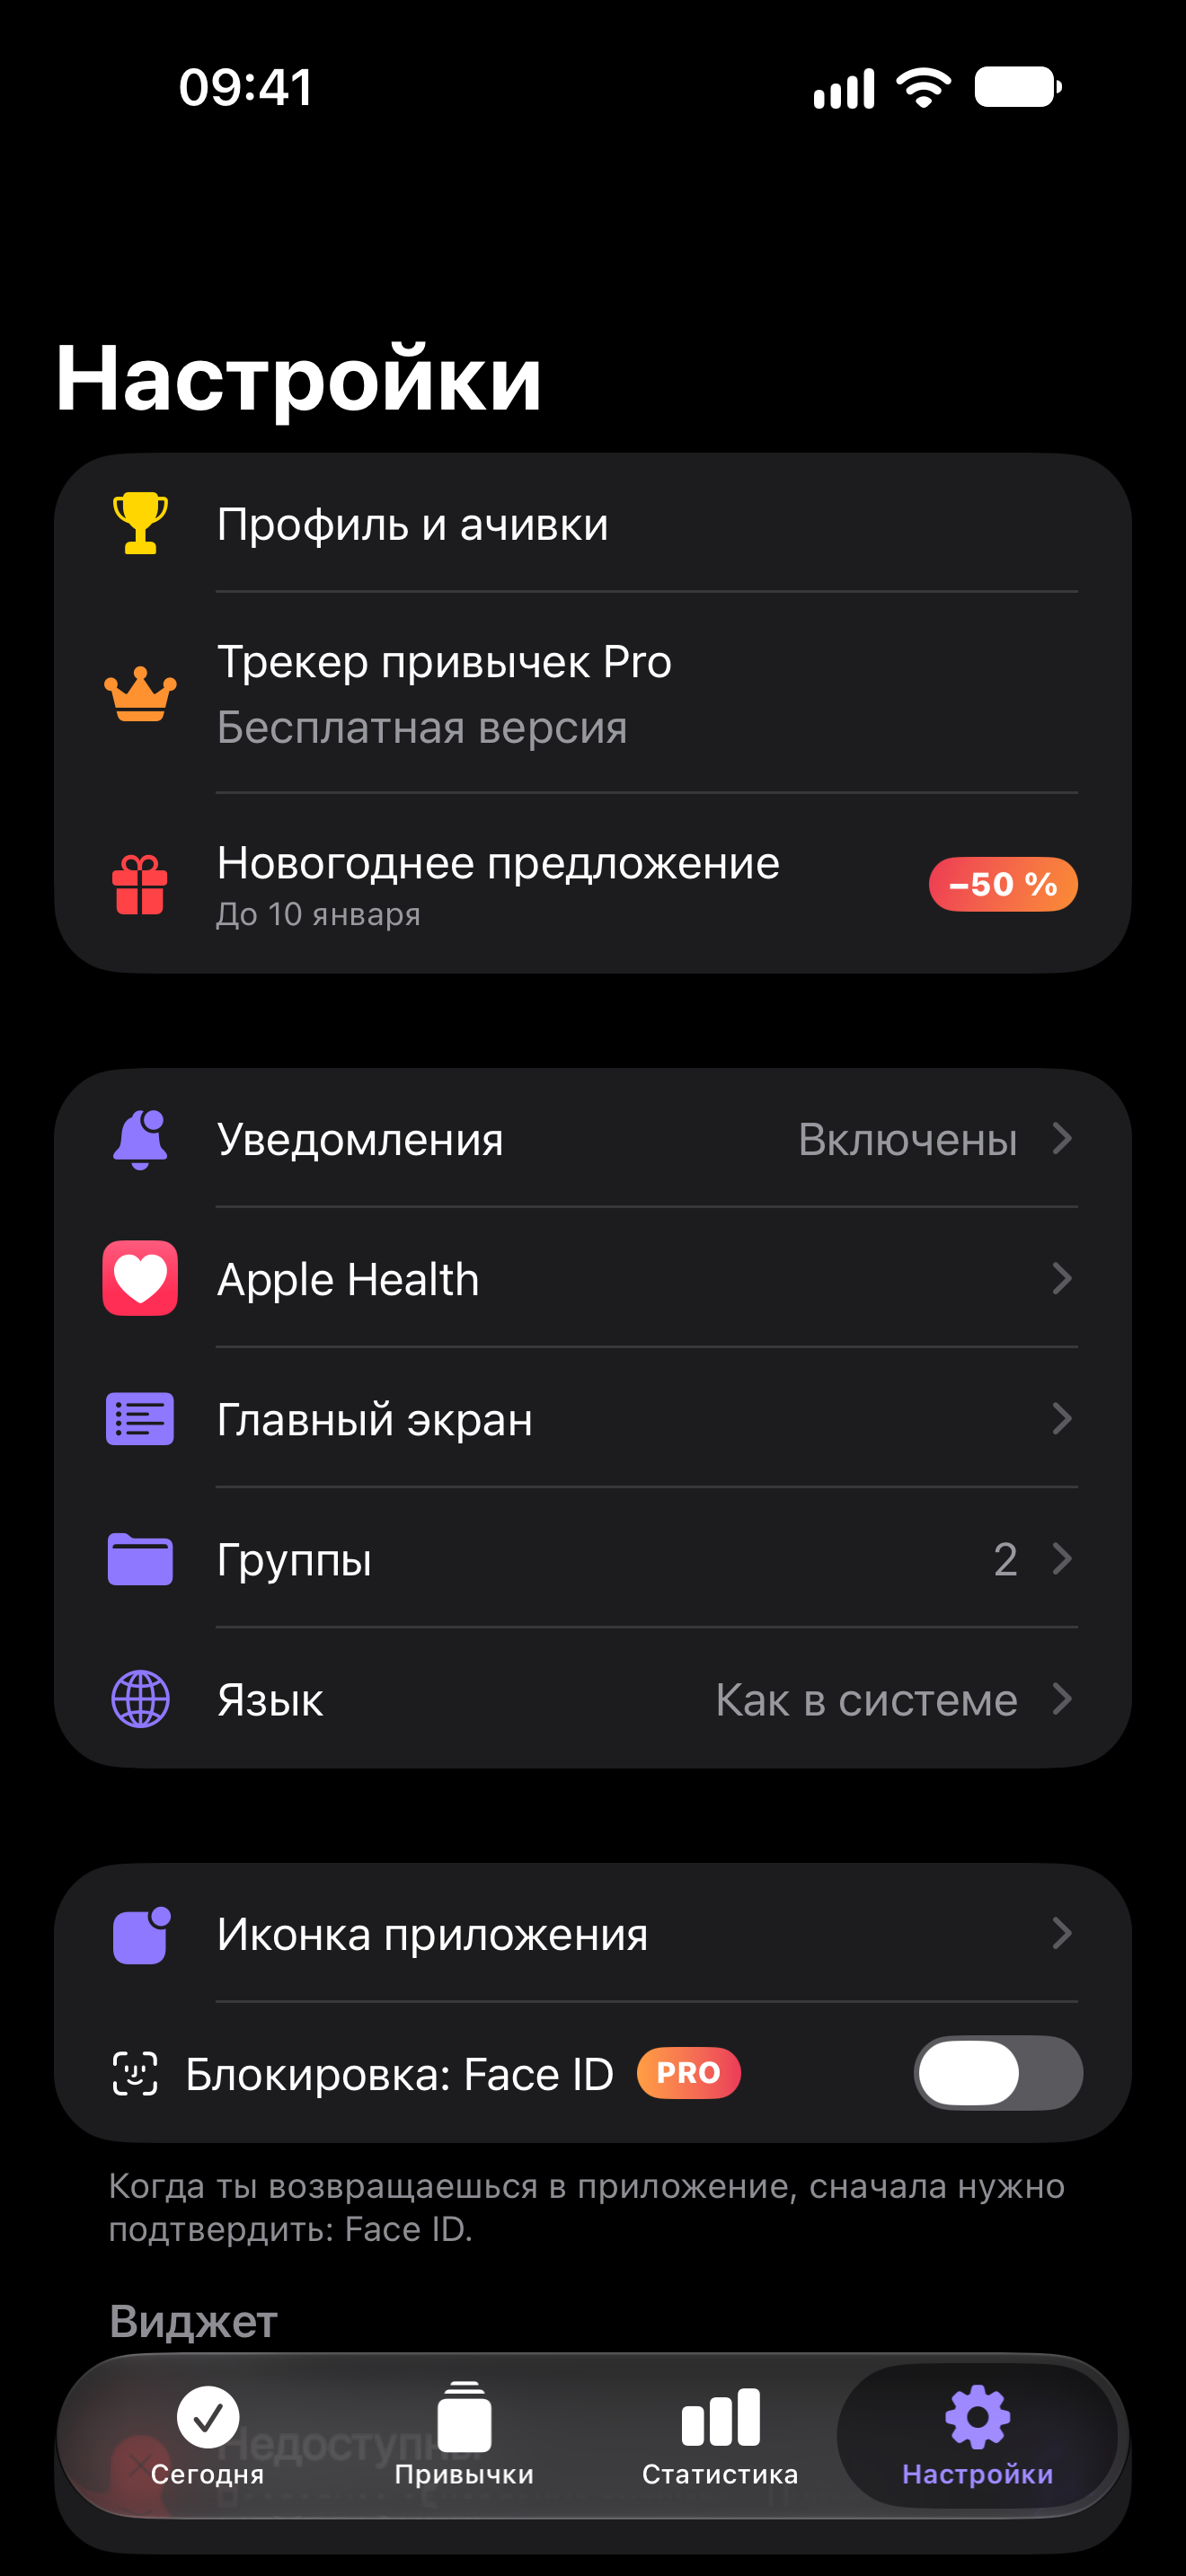 09:41
Настройки
Профиль и ачивки
Трекер привычек Pro
Бесплатная версия
Новогоднее предложение
До 10 января
−50 %
Уведомления
Включены
Apple Health
Главный экран
Группы
2
Язык
Как в системе
Иконка приложения
Блокировка: Face ID
PRO
Когда ты возвращаешься в приложение, сначала нужно
подтвердить: Face ID.
Виджет
Сегодня
Привычки
Статистика
Настройки